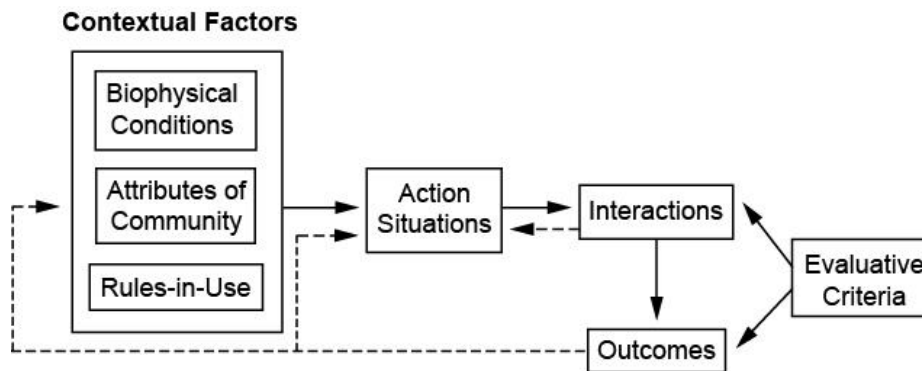 Contextual Factors
Biophysical
Conditions
Attributes of
Community
Rules-in-Use
Action
Situations
Interactions
Outcomes
Evaluative
Criteria